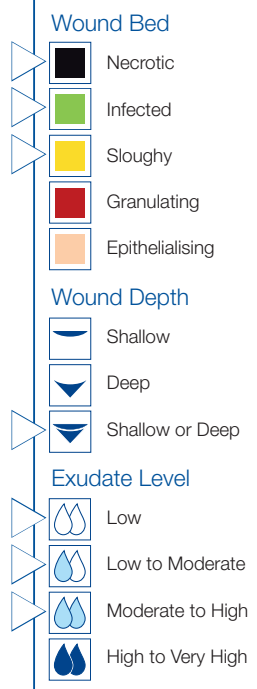 Wound Bed
Necrotic
Infected
Sloughy
Granulating
Epithelialising
Wound Depth
Shallow
Deep
Shallow or Deep
Exudate Level
Low
Low to Moderate
Moderate to High
High to Very High